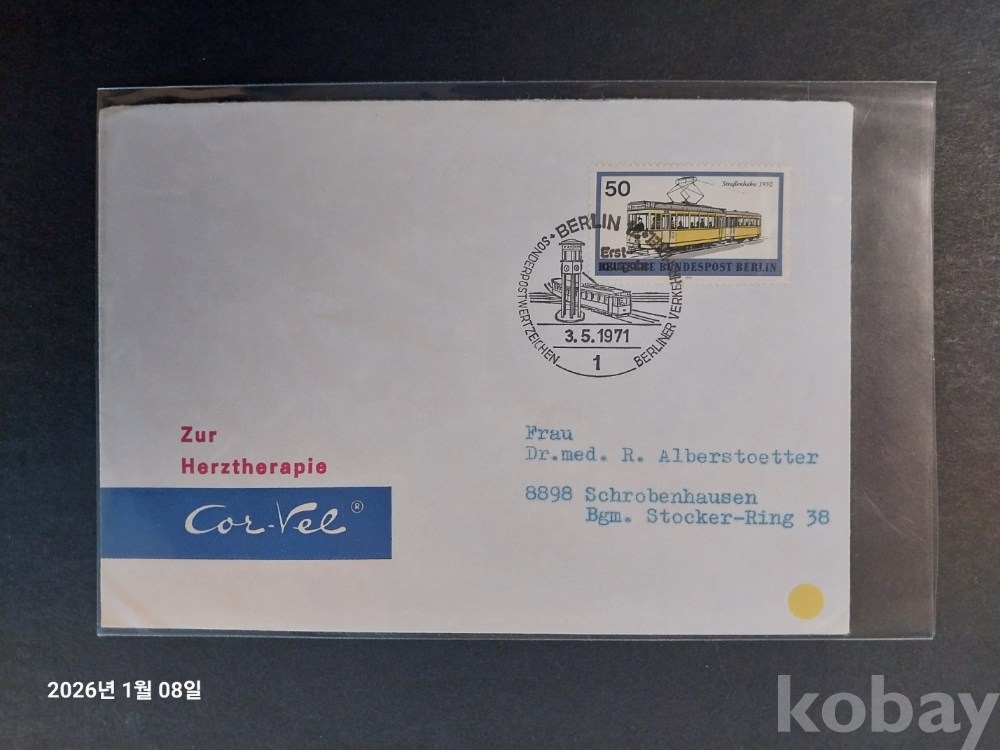 50
Straßenbahn 1950
DEUTSCHE BUNDESPOST BERLIN
BERLIN 12
Erst-
SONDERPOSTWERTZEICHEN
BERLINER VERKEHR
3.5.1971
1
Zur
Herztherapie
Cor-Vel®
Frau
Dr.med. R. Alberstoetter
8898 Schrobenhausen
Bgm. Stocker-Ring 38
2026년 1월 08일
kobay